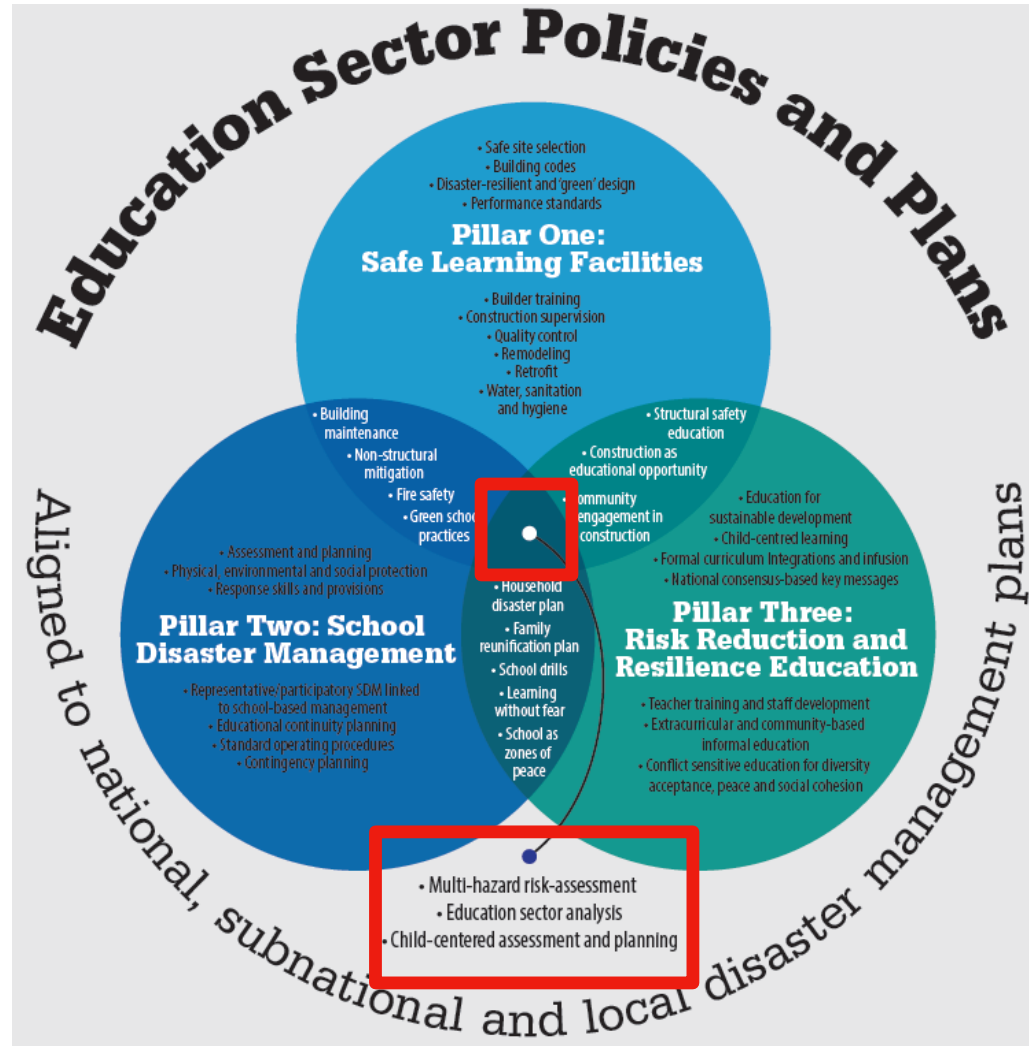 Education Sector Policies and Plans
• Safe site selection
• Building codes
• Disaster-resilient and ‘green’ design
• Performance standards
Pillar One:
Safe Learning Facilities
• Builder training
• Construction supervision
• Quality control
• Remodeling
• Retrofit
• Water, sanitation
and hygiene
• Building
maintenance
• Non-structural
mitigation
• Fire safety
• Green school
practices
• Structural safety
education
• Construction as
educational opportunity
• Community
engagement in
construction
• Assessment and planning
• Physical, environmental and social protection
• Response skills and provisions
Pillar Two: School
Disaster Management
• Representative/participatory SDM linked
to school-based management
• Educational continuity planning
• Standard operating procedures
• Contingency planning
• Household
disaster plan
• Family
reunification plan
• School drills
• Learning
without fear
• School as
zones of
peace
• Education for
sustainable development
• Child-centred learning
• Formal curriculum Integrations and infusion
• National consensus-based key messages
Pillar Three:
Risk Reduction and
Resilience Education
• Teacher training and staff development
• Extracurricular and community-based
informal education
• Conflict sensitive education for diversity
acceptance, peace and social cohesion
• Multi-hazard risk-assessment
• Education sector analysis
• Child-centered assessment and planning
Aligned to national, subnational and local disaster management plans